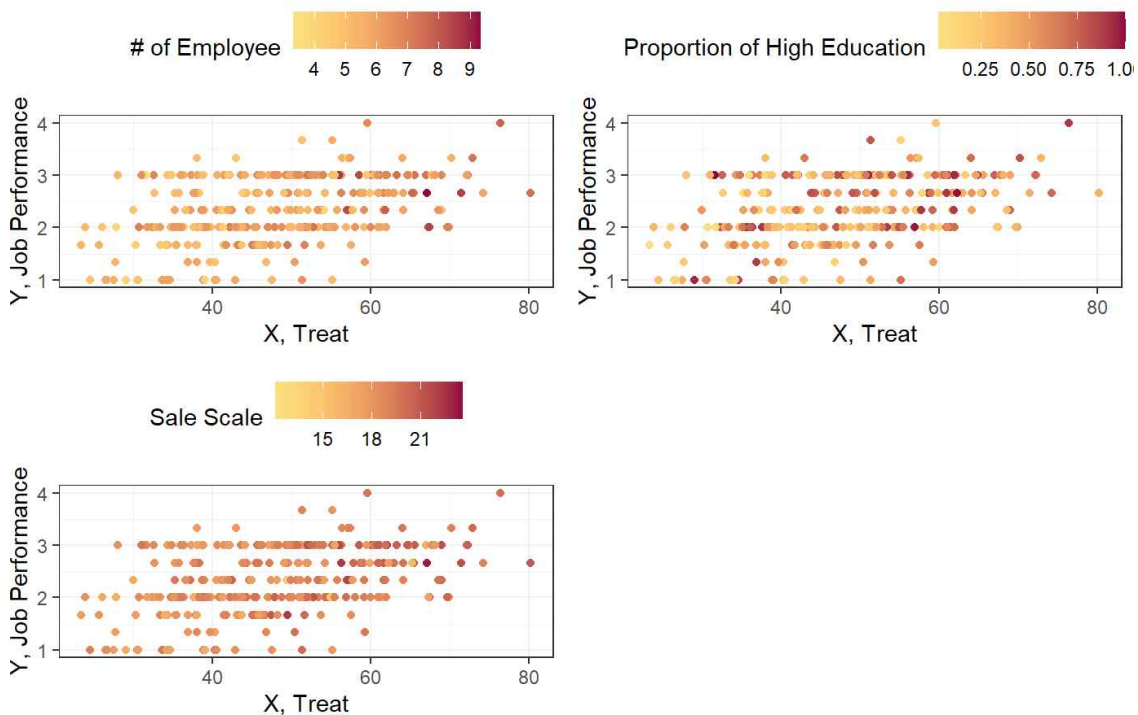 # of Employee
4 5 6 7 8 9
Y, Job Performance
4
3
2
1
40 60 80
X, Treat
Proportion of High Education
0.25 0.50 0.75 1.0
Y, Job Performance
4
3
2
1
40 60 80
X, Treat
Sale Scale
15 18 21
Y, Job Performance
4
3
2
1
40 60 80
X, Treat